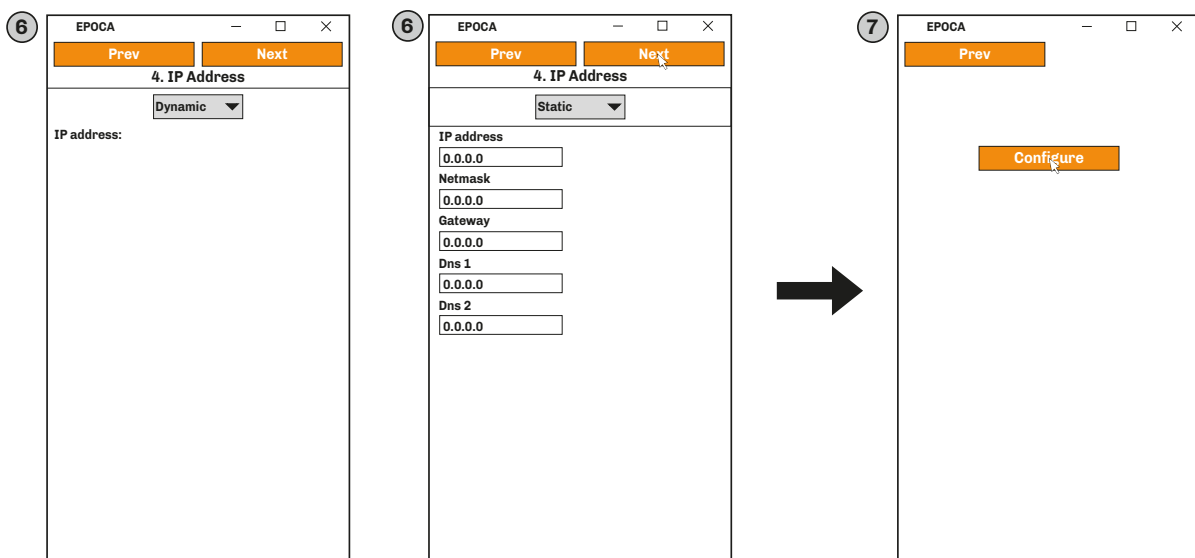 6
EPOCA
Prev
Next
4. IP Address
Dynamic
IP address:
6
EPOCA
Prev
Next
4. IP Address
Static
IP address
0.0.0.0
Netmask
0.0.0.0
Gateway
0.0.0.0
Dns 1
0.0.0.0
Dns 2
0.0.0.0
7
EPOCA
Prev
Configure